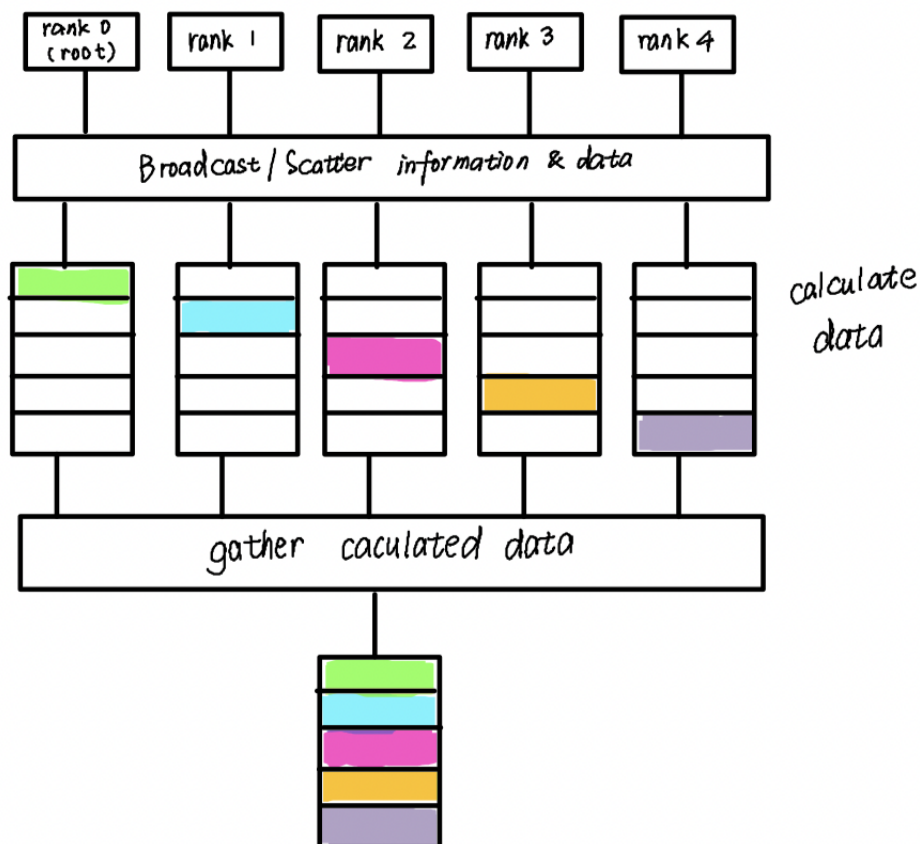 rank 0
(root)
rank 1
rank 2
rank 3
rank 4
Broadcast / Scatter information & data
calculate
data
gather caculated data